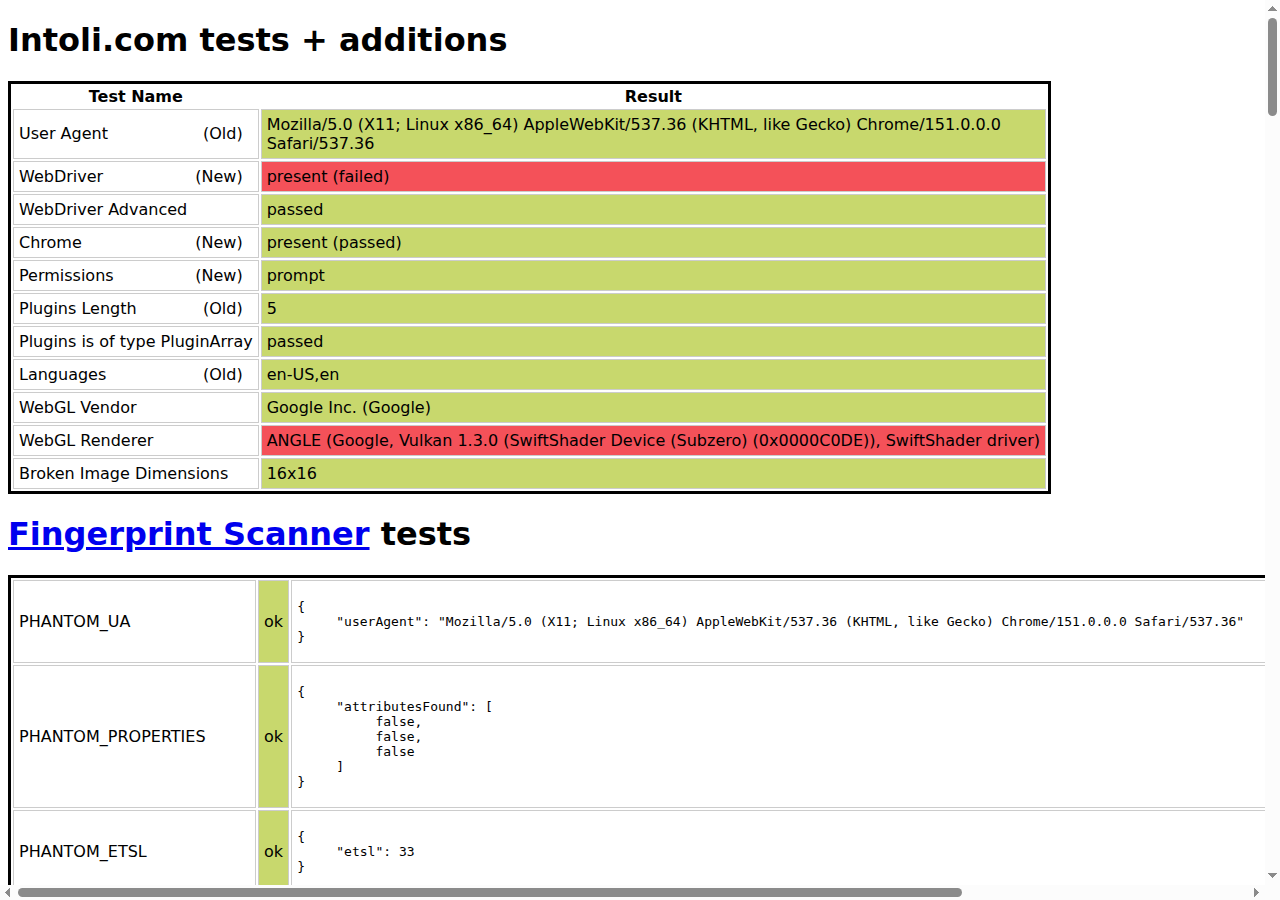 Intoli.com tests + additions
Test Name Result
User Agent (Old) Mozilla/5.0 (X11; Linux x86_64) AppleWebKit/537.36 (KHTML, like Gecko) Chrome/151.0.0.0
Safari/537.36
WebDriver (New) present (failed)
WebDriver Advanced passed
Chrome (New) present (passed)
Permissions (New) prompt
Plugins Length (Old) 5
Plugins is of type PluginArray passed
Languages (Old) en-US,en
WebGL Vendor Google Inc. (Google)
WebGL Renderer ANGLE (Google, Vulkan 1.3.0 (SwiftShader Device (Subzero) (0x0000C0DE)), SwiftShader driver)
Broken Image Dimensions 16x16
Fingerprint Scanner tests
PHANTOM_UA ok {
"userAgent": "Mozilla/5.0 (X11; Linux x86_64) AppleWebKit/537.36 (KHTML, like Gecko) Chrome/151.0.0.0 Safari/537.36"
}
PHANTOM_PROPERTIES ok {
"attributesFound": [
false,
false,
false
]
}
PHANTOM_ETSL ok {
"etsl": 33
}